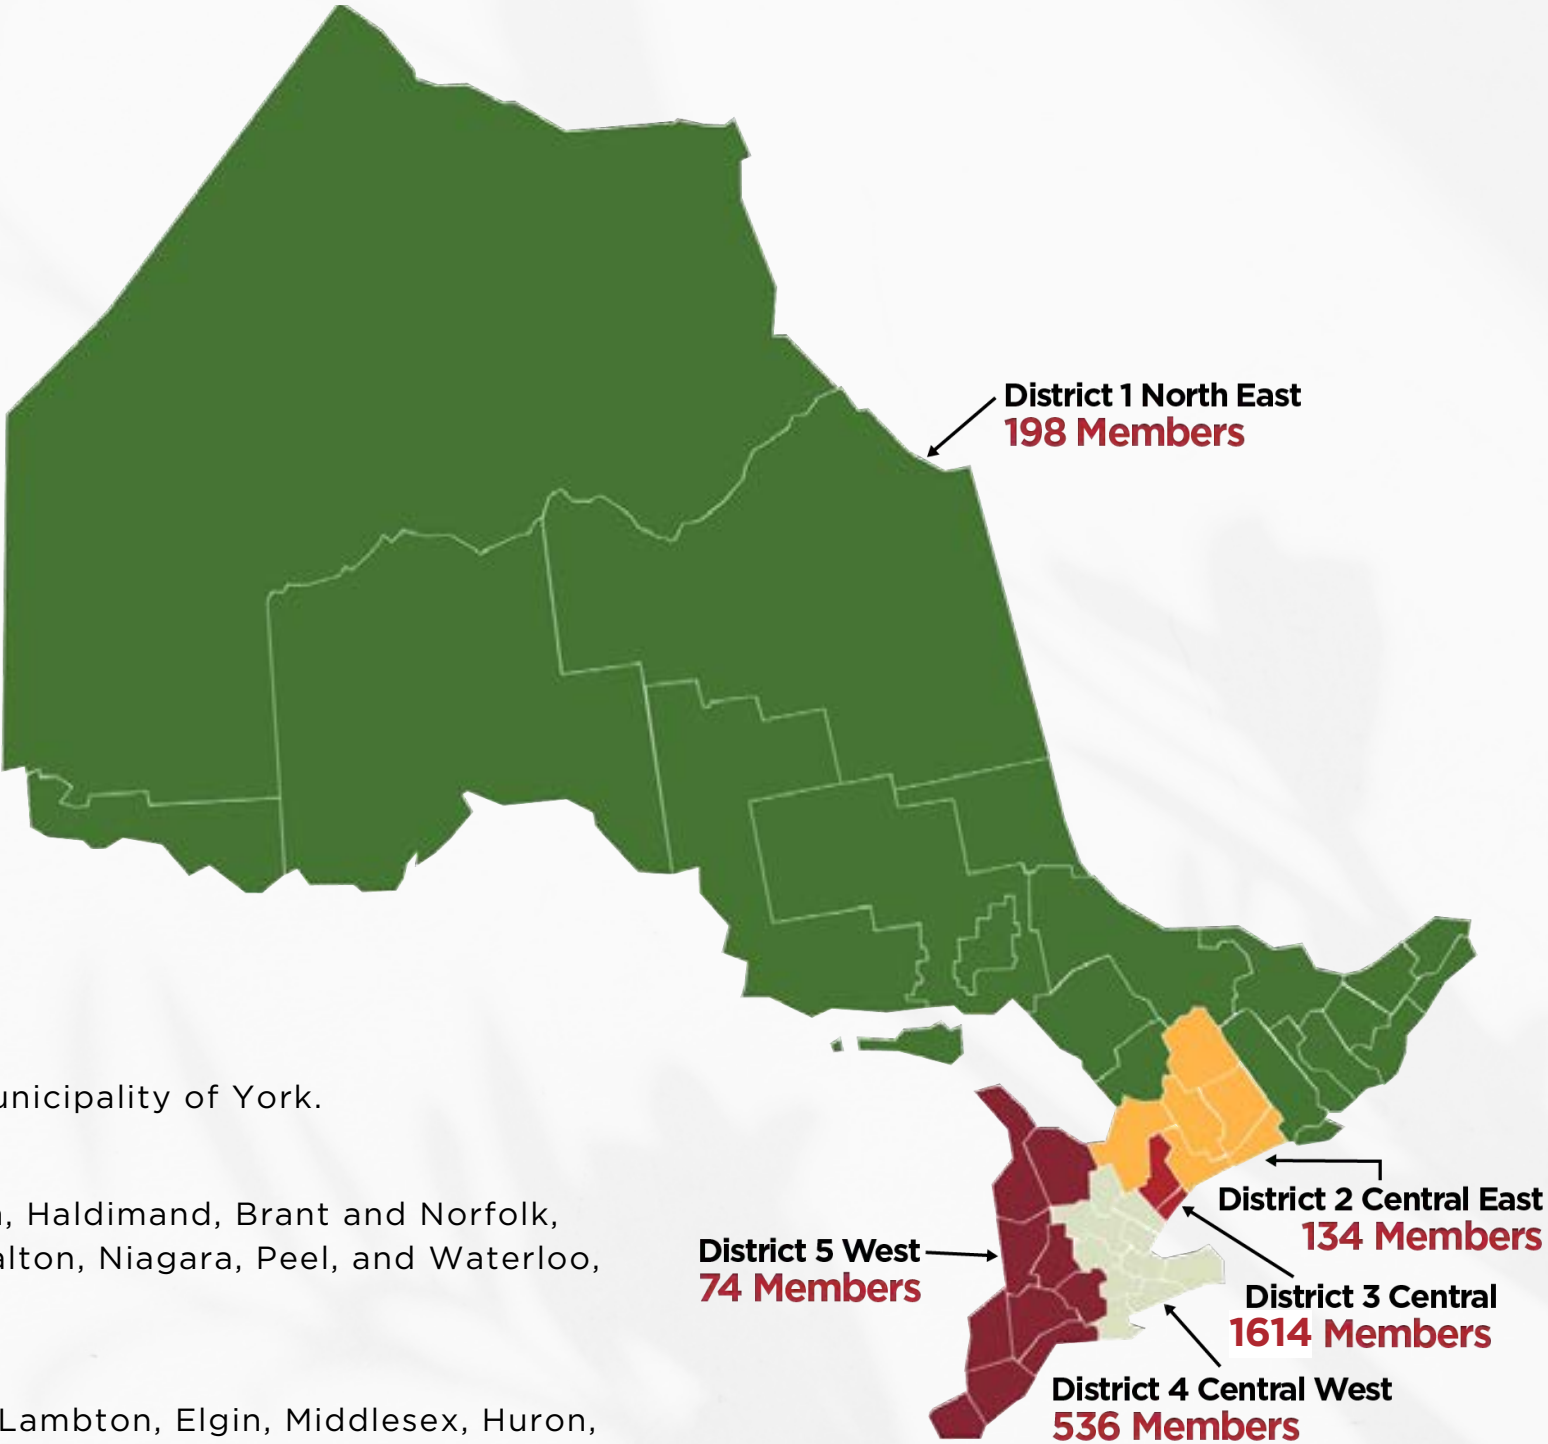 District 1 North East
198 Members
unicipality of York.
, Haldimand, Brant and Norfolk,
alton, Niagara, Peel, and Waterloo,
District 2 Central East
134 Members
District 5 West
74 Members
District 3 Central
1614 Members
District 4 Central West
536 Members
Lambton, Elgin, Middlesex, Huron,